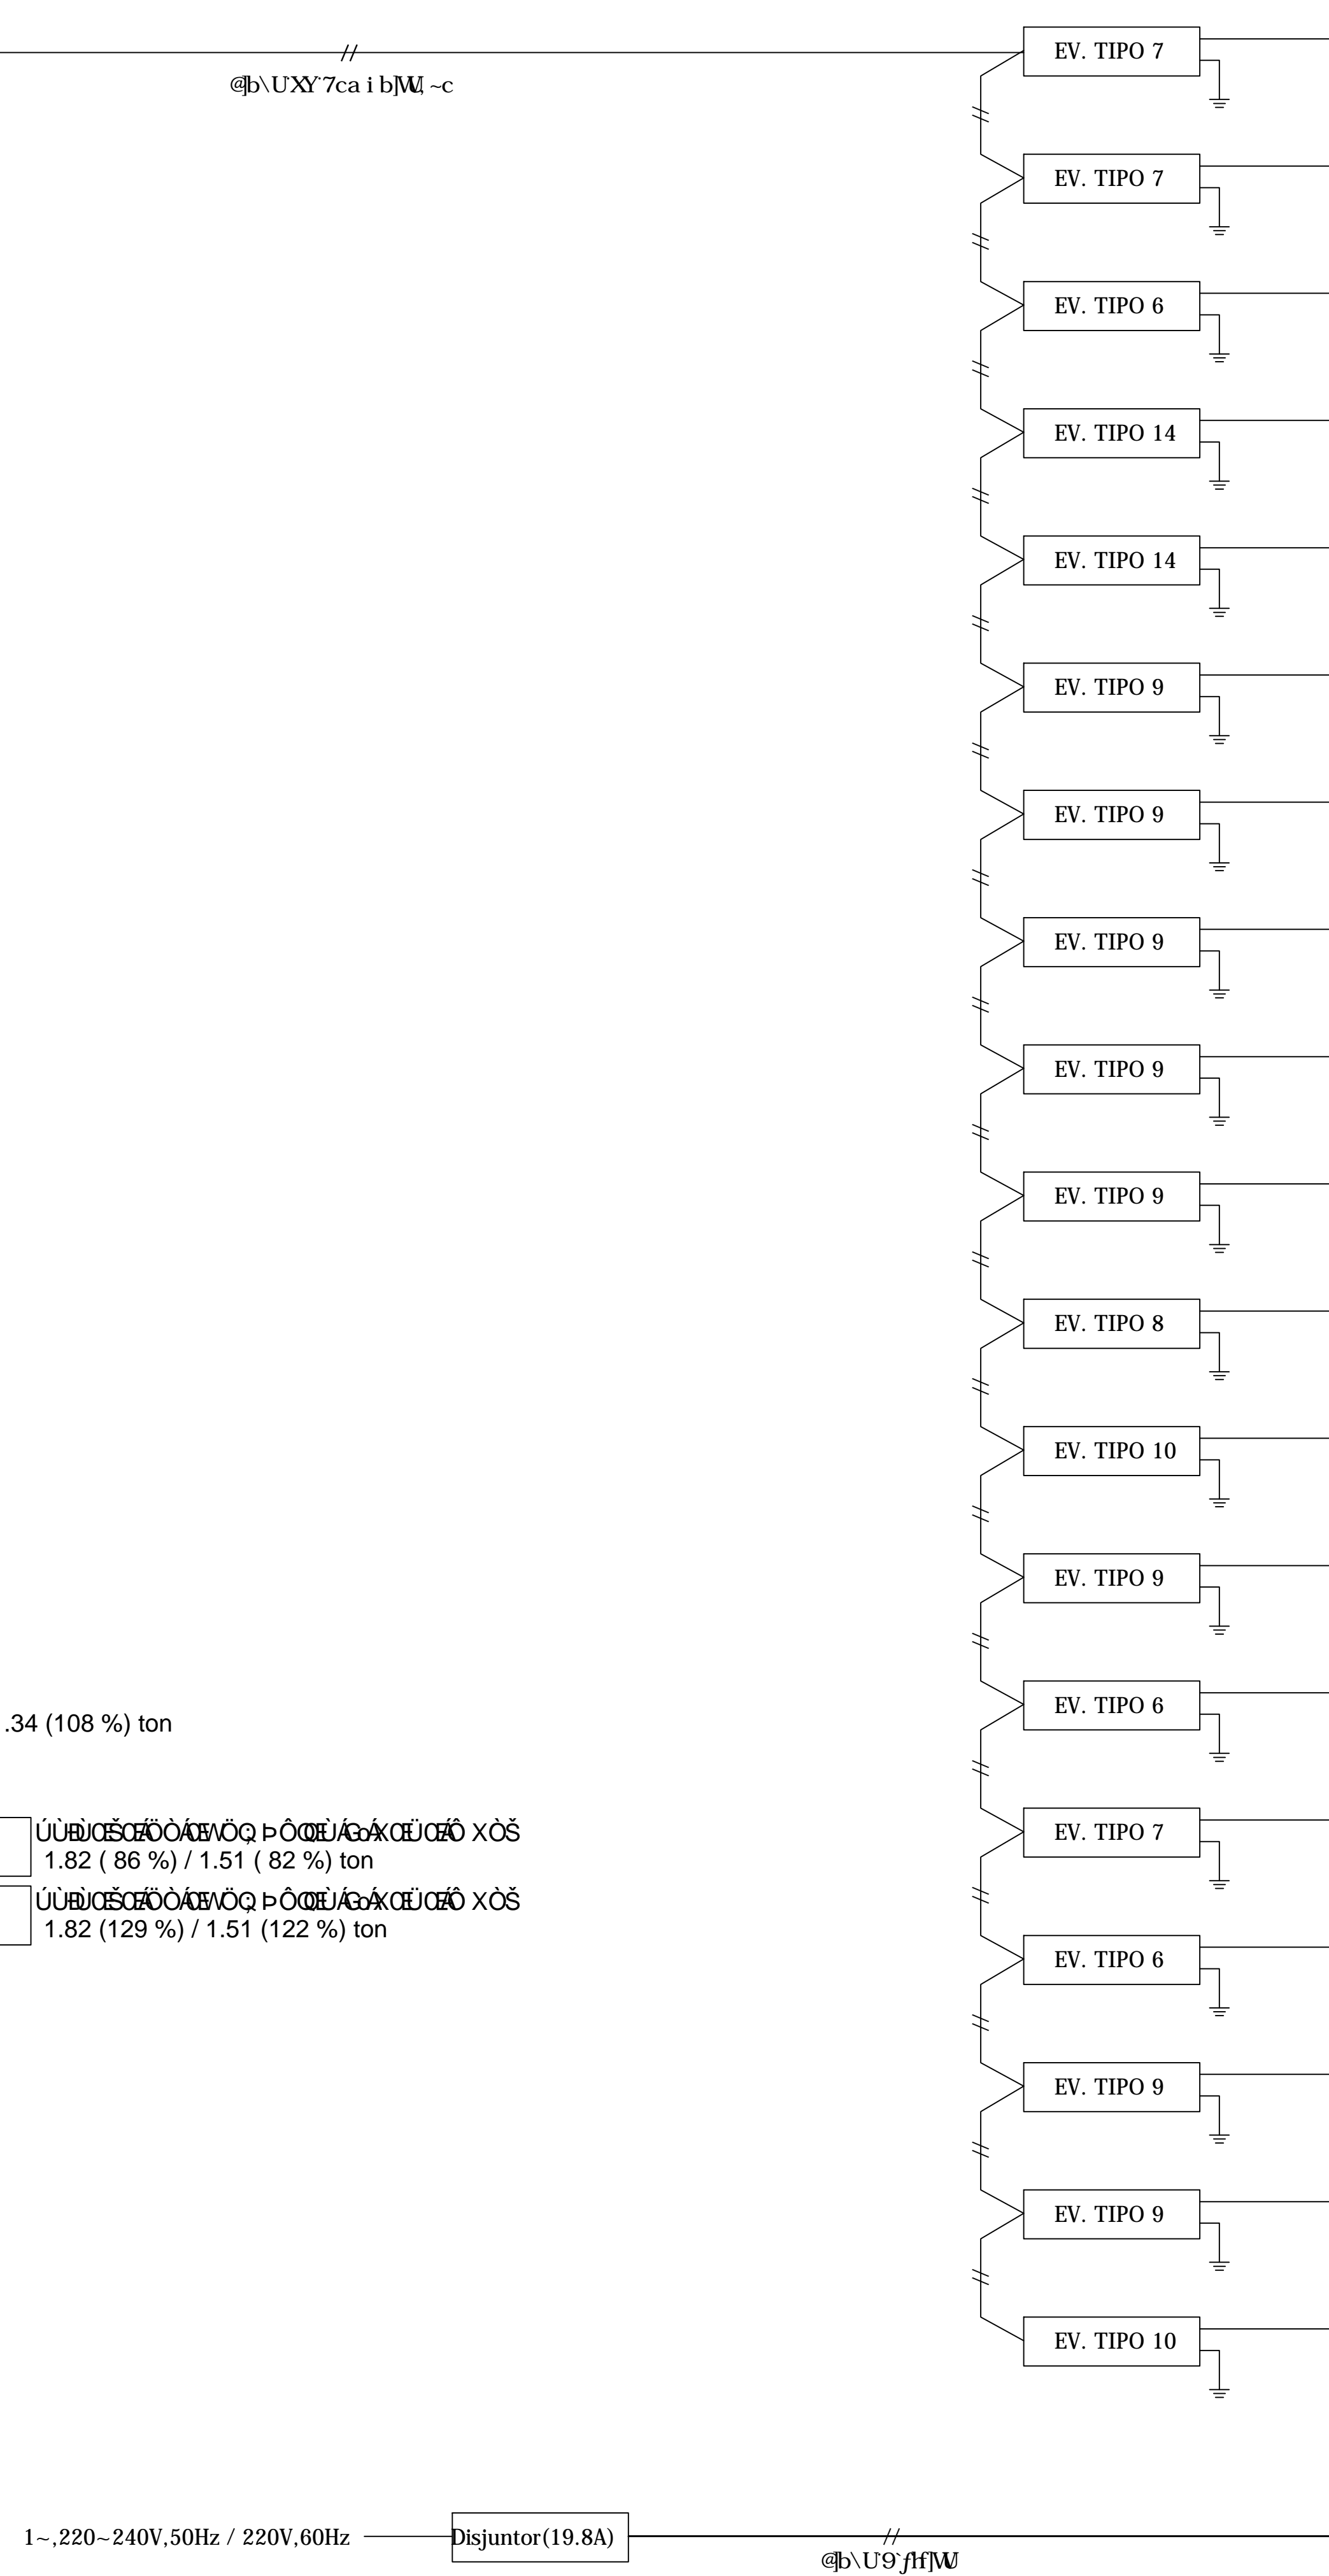 EV. TIPO 7
EV. TIPO 7
EV. TIPO 6
EV. TIPO 14
EV. TIPO 14
EV. TIPO 9
EV. TIPO 9
EV. TIPO 9
EV. TIPO 9
EV. TIPO 9
EV. TIPO 8
EV. TIPO 10
EV. TIPO 9
EV. TIPO 6
.34 (108 %) ton
EV. TIPO 7
1.82 ( 86 %) / 1.51 ( 82 %) ton
1.82 (129 %) / 1.51 (122 %) ton
EV. TIPO 6
EV. TIPO 9
EV. TIPO 9
EV. TIPO 10
1~,220~240V,50Hz / 220V,60Hz
Disjuntor(19.8A)